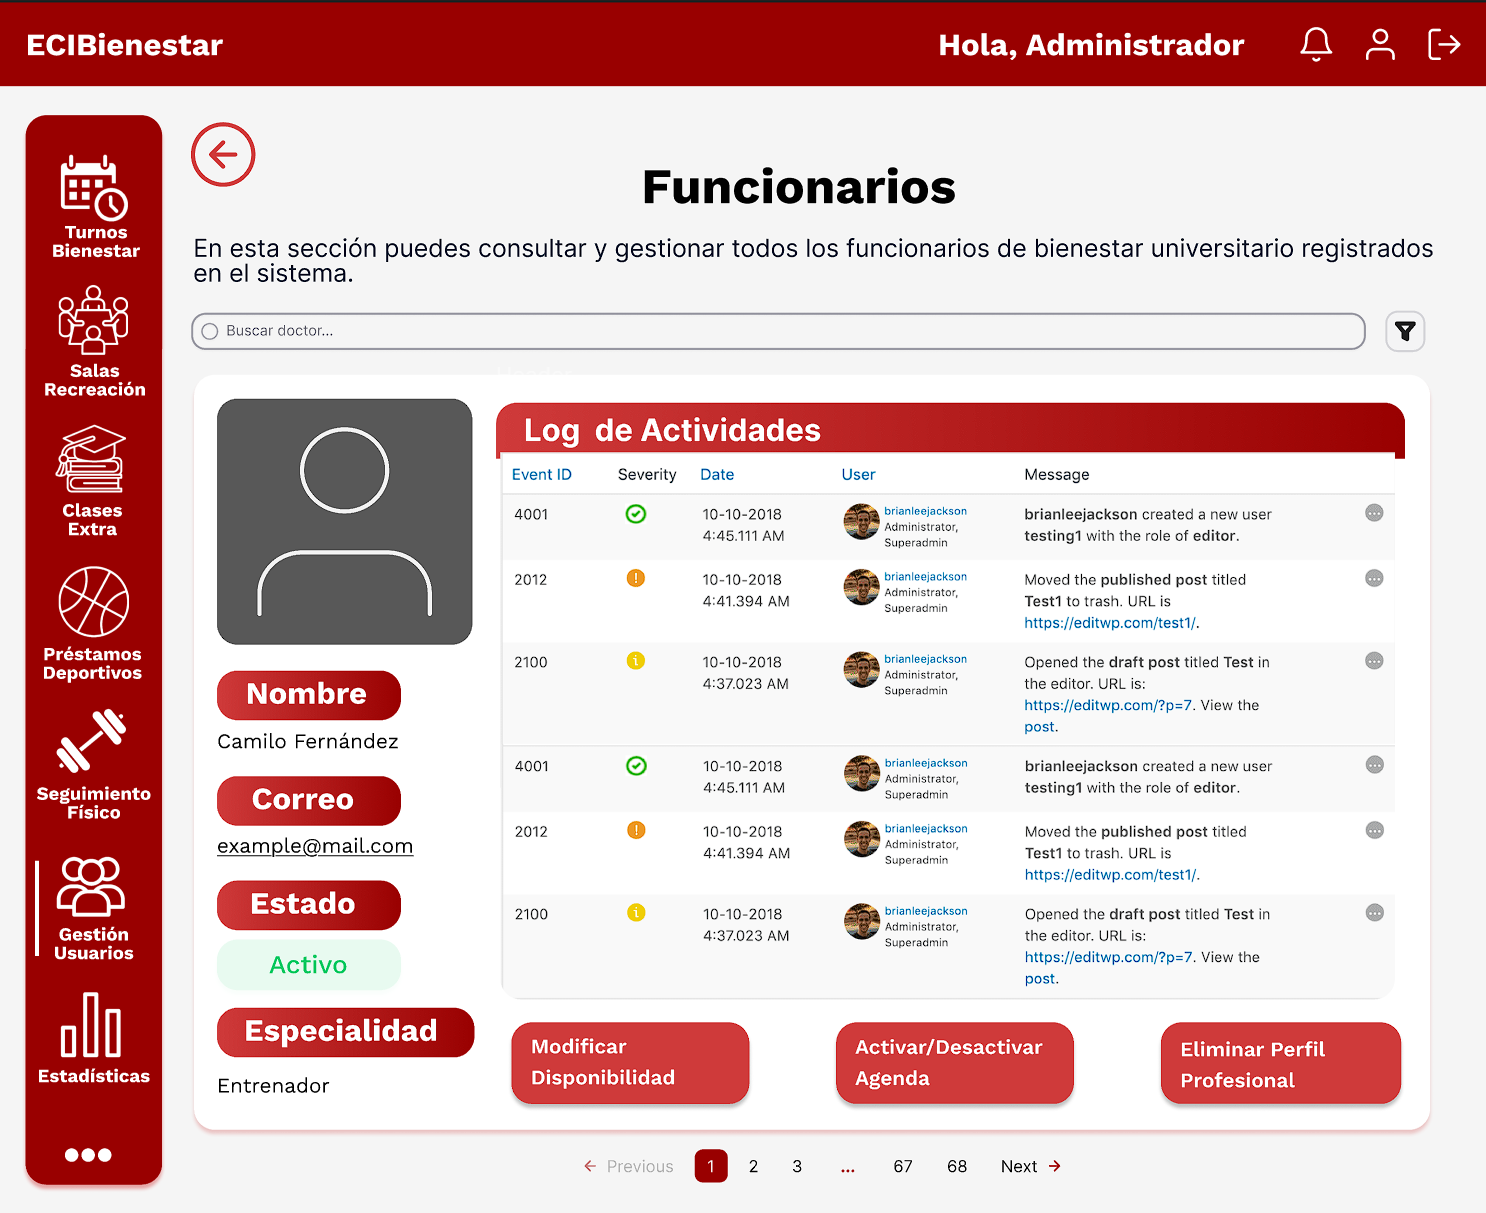 ECIBienestar
Hola, Administrador
Turnos
Bienestar
Salas
Recreación
Clases
Extra
Préstamos
Deportivos
Seguimiento
Físico
Gestión
Usuarios
Estadísticas
Funcionarios
En esta sección puedes consultar y gestionar todos los funcionarios de bienestar universitario registrados
en el sistema.
Buscar doctor...
Nombre
Camilo Fernández
Correo
example@mail.com
Estado
Activo
Especialidad
Entrenador
Log de Actividades
Event ID Severity Date User Message
4001 10-10-2018 brianleejackson brianleejackson created a new user
4:45.111 AM Administrator, testing1 with the role of editor.
Superadmin
2012 10-10-2018 brianleejackson Moved the published post titled
4:41.394 AM Administrator, Test1 to trash. URL is
Superadmin https://editwp.com/test1/.
2100 10-10-2018 brianleejackson Opened the draft post titled Test in
4:37.023 AM Administrator, the editor. URL is:
Superadmin https://editwp.com/?p=7. View the
post.
4001 10-10-2018 brianleejackson brianleejackson created a new user
4:45.111 AM Administrator, testing1 with the role of editor.
Superadmin
2012 10-10-2018 brianleejackson Moved the published post titled
4:41.394 AM Administrator, Test1 to trash. URL is
Superadmin https://editwp.com/test1/.
2100 10-10-2018 brianleejackson Opened the draft post titled Test in
4:37.023 AM Administrator, the editor. URL is:
Superadmin https://editwp.com/?p=7. View the
post.
Modificar
Disponibilidad
Activar/Desactivar
Agenda
Eliminar Perfil
Profesional
← Previous 1 2 3 ... 67 68 Next →